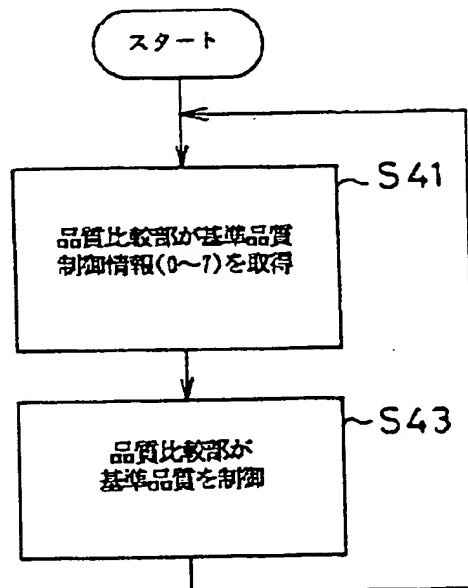 スタート
S41
品質比較部が基準品質
制御情報(0〜7)を取得
S43
品質比較部が
基準品質を制御